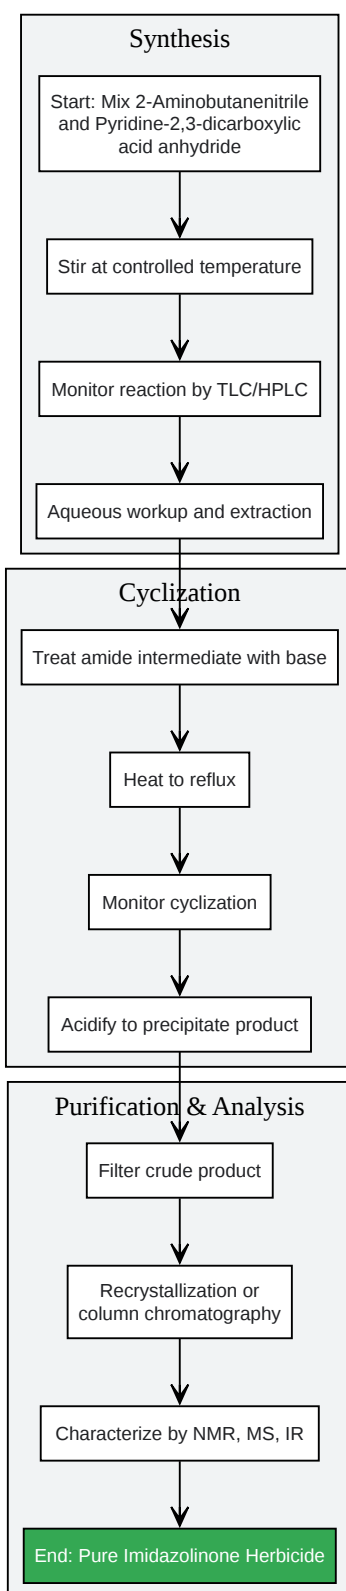 Synthesis
Start: Mix 2-Aminobutanenitrile
and Pyridine-2,3-dicarboxylic
acid anhydride
Stir at controlled temperature
Monitor reaction by TLC/HPLC
Aqueous workup and extraction
Cyclization
Treat amide intermediate with base
Heat to reflux
Monitor cyclization
Acidify to precipitate product
Purification & Analysis
Filter crude product
Recrystallization or
column chromatography
Characterize by NMR, MS, IR
End: Pure Imidazolinone Herbicide